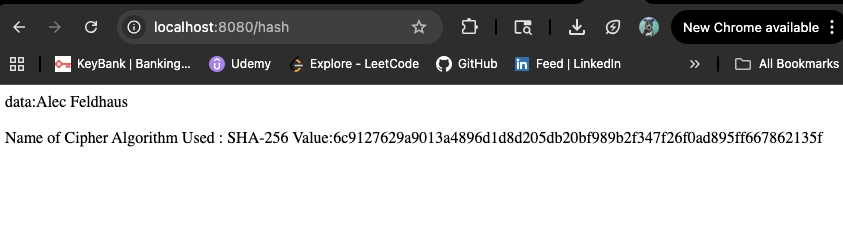 localhost:8080/hash
New Chrome available
KeyBank | Banking...
Udemy
Explore - LeetCode
GitHub
Feed | LinkedIn
»
All Bookmarks
data:Alec Feldhaus
Name of Cipher Algorithm Used : SHA-256 Value:6c9127629a9013a4896d1d8d205db20bf989b2f347f26f0ad895ff667862135f